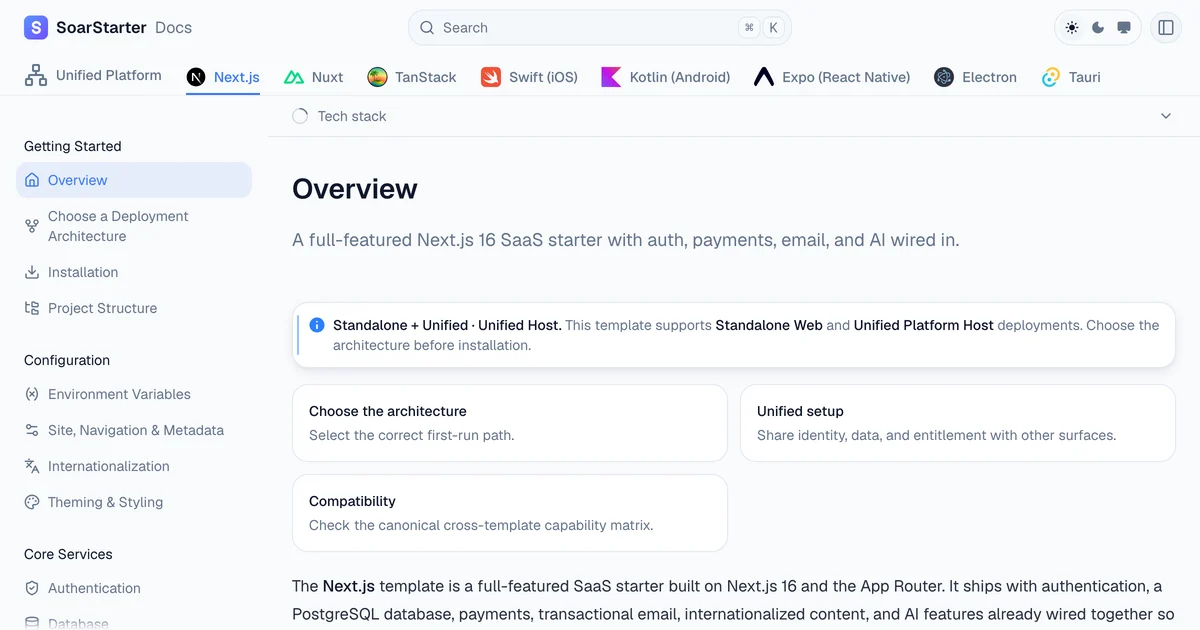 S SoarStarter Docs
Search ⌘ K
Unified Platform
Next.js
Nuxt
TanStack
Swift (iOS)
Kotlin (Android)
Expo (React Native)
Electron
Tauri
Tech stack
Getting Started
Overview
Choose a Deployment
Architecture
Installation
Project Structure
Configuration
Environment Variables
Site, Navigation & Metadata
Internationalization
Theming & Styling
Core Services
Authentication
Database
Overview
A full-featured Next.js 16 SaaS starter with auth, payments, email, and AI wired in.
Standalone + Unified · Unified Host. This template supports Standalone Web and Unified Platform Host deployments. Choose the
architecture before installation.
Choose the architecture
Select the correct first-run path.
Unified setup
Share identity, data, and entitlement with other surfaces.
Compatibility
Check the canonical cross-template capability matrix.
The Next.js template is a full-featured SaaS starter built on Next.js 16 and the App Router. It ships with authentication, a
PostgreSQL database, payments, transactional email, internationalized content, and AI features already wired together so